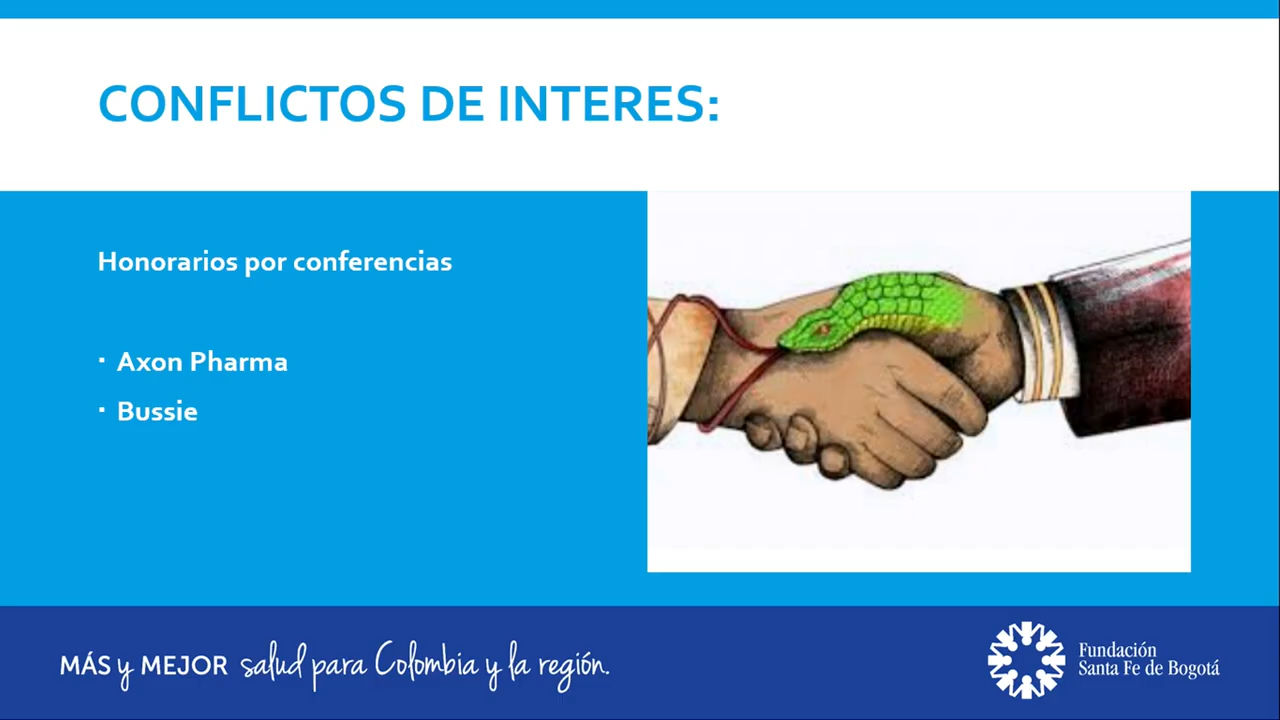 CONFLICTOS DE INTERES:
Honorarios por conferencias
▪ Axon Pharma
▪ Bussie
MÁS y MEJOR salud para Colombia y la región.
Fundación
Santa Fe de Bogotá